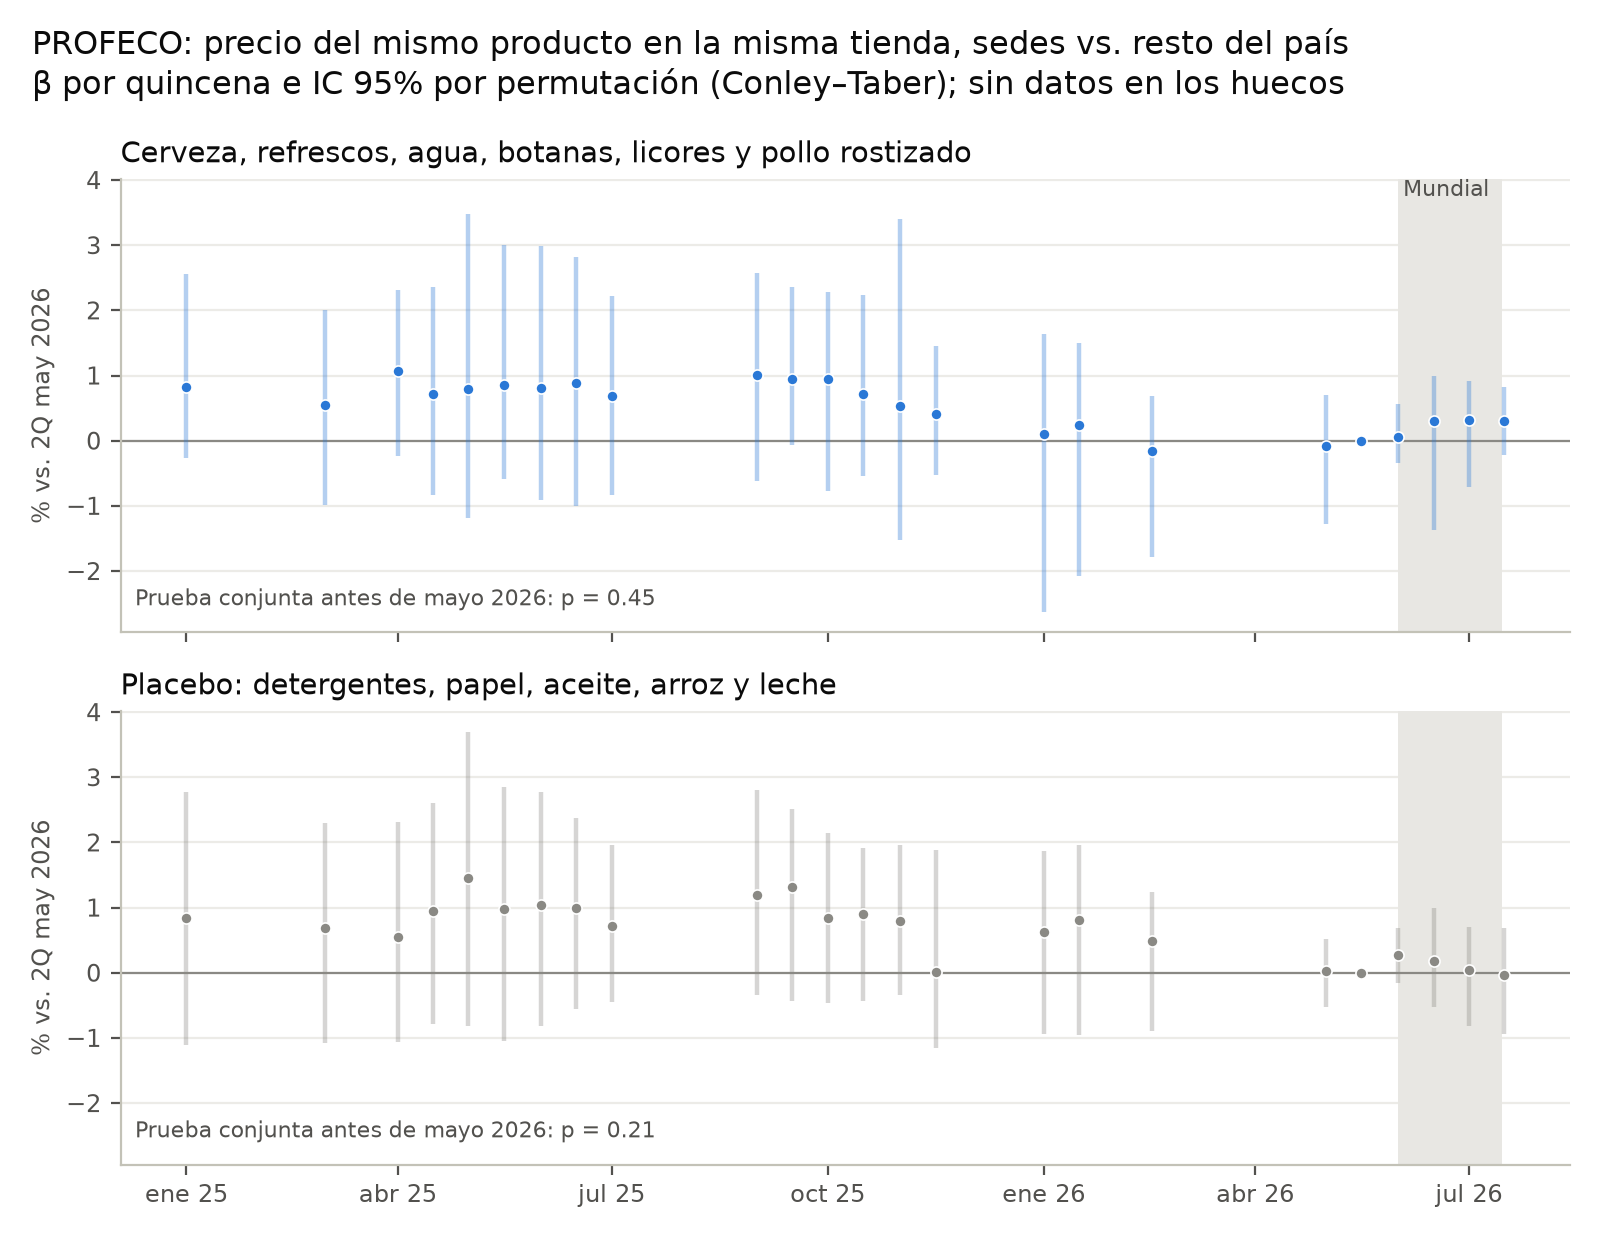 PROFECO: precio del mismo producto en la misma tienda, sedes vs. resto del país
β por quincena e IC 95% por permutación (Conley–Taber); sin datos en los huecos
Cerveza, refrescos, agua, botanas, licores y pollo rostizado
% vs. 2Q may 2026
4
3
2
1
0
−1
−2
Mundial
Prueba conjunta antes de mayo 2026: p = 0.45
Placebo: detergentes, papel, aceite, arroz y leche
% vs. 2Q may 2026
4
3
2
1
0
−1
−2
Prueba conjunta antes de mayo 2026: p = 0.21
ene 25 abr 25 jul 25 oct 25 ene 26 abr 26 jul 26